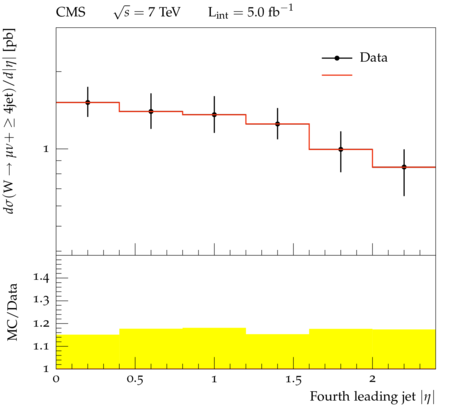 CMS √s = 7 TeV L_int = 5.0 fb⁻¹
dσ(W → μν+ ≥ 4jet)/d|η| [pb]
Data
1
MC/Data
1.4
1.3
1.2
1.1
1
0 0.5 1 1.5 2
Fourth leading jet |η|